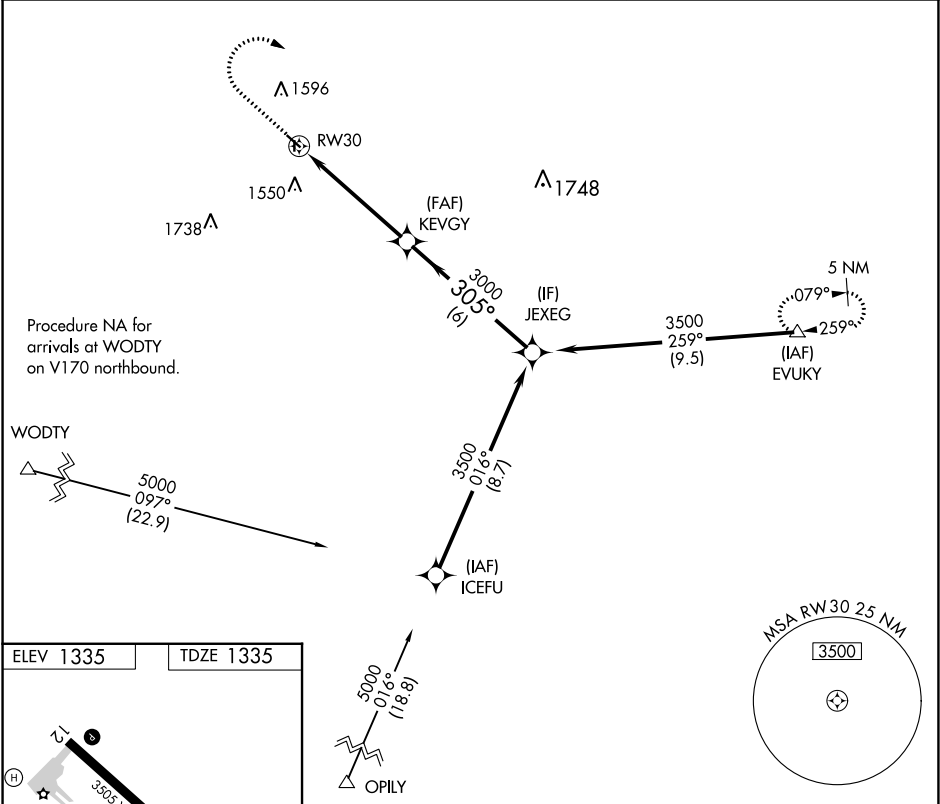 1596
RW30
1550
1748
1738
(FAF)
KEVGY
3000
305°
(6)
(IF)
JEXEG
5 NM
079°
259°
3500
259°
(9.5)
(IAF)
EVUKY
Procedure NA for
arrivals at WODTY
on V170 northbound.
WODTY
5000
097°
(22.9)
3500
016°
(8.7)
(IAF)
ICEFU
5000
016°
(18.8)
OPILY
MSA RW30 25 NM
3500
ELEV 1335
TDZE 1335
12
P
H
3505